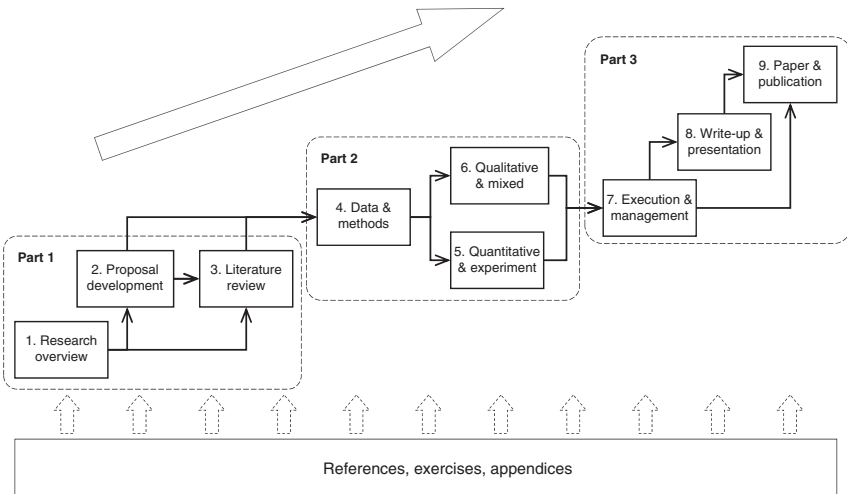 Part 1
1. Research
overview
2. Proposal
development
3. Literature
review
Part 2
4. Data &
methods
6. Qualitative
& mixed
5. Quantitative
& experiment
Part 3
7. Execution &
management
8. Write-up &
presentation
9. Paper &
publication
References, exercises, appendices